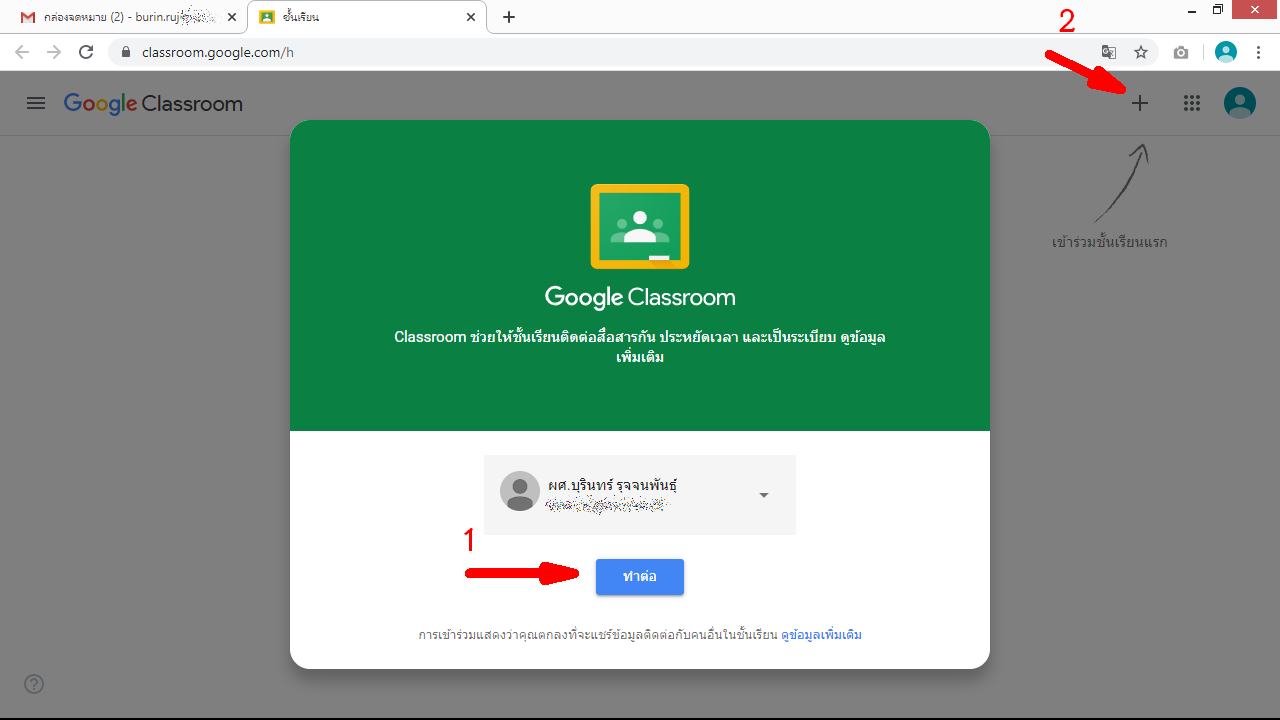 กล่องจดหมาย (2) - burin.ruj
ชั้นเรียน
2
classroom.google.com/h
Google Classroom
เข้าร่วมชั้นเรียนแรก
Google Classroom
Classroom ช่วยให้ชั้นเรียนติดต่อสื่อสารกัน ประหยัดเวลา และเป็นระเบียบ ดูข้อมูล
เพิ่มเติม
ผศ.บุรินทร์ รุจจนพันธุ์
1
ทำต่อ
การเข้าร่วมแสดงว่าคุณตกลงที่จะแชร์ข้อมูลติดต่อกับคนอื่นในชั้นเรียน ดูข้อมูลเพิ่มเติม